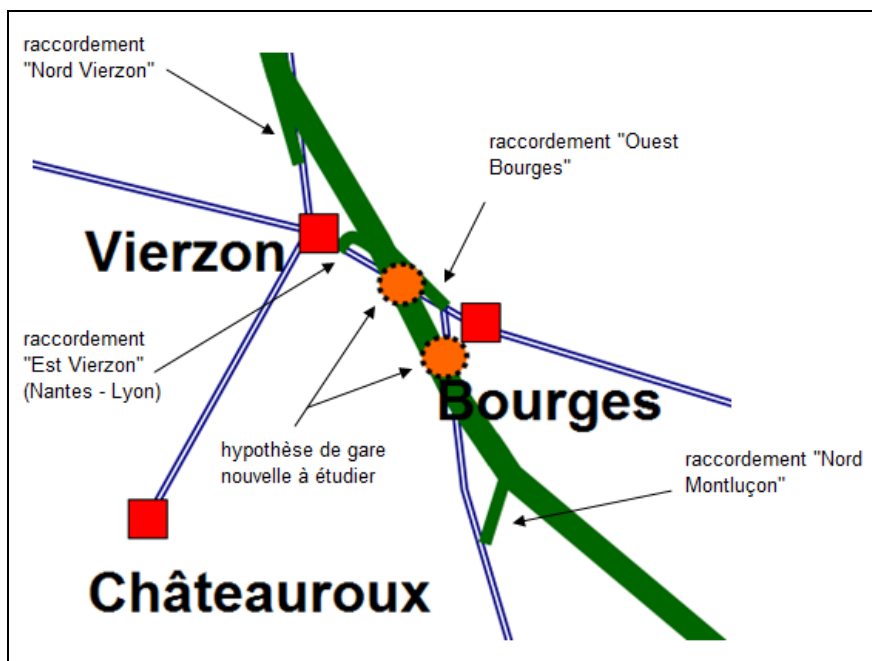 raccordement
"Nord Vierzon"
raccordement "Ouest
Bourges"
Vierzon
raccordement
"Est Vierzon"
(Nantes - Lyon)
Bourges
hypothèse de gare
nouvelle à étudier
raccordement "Nord
Montluçon"
Châteauroux